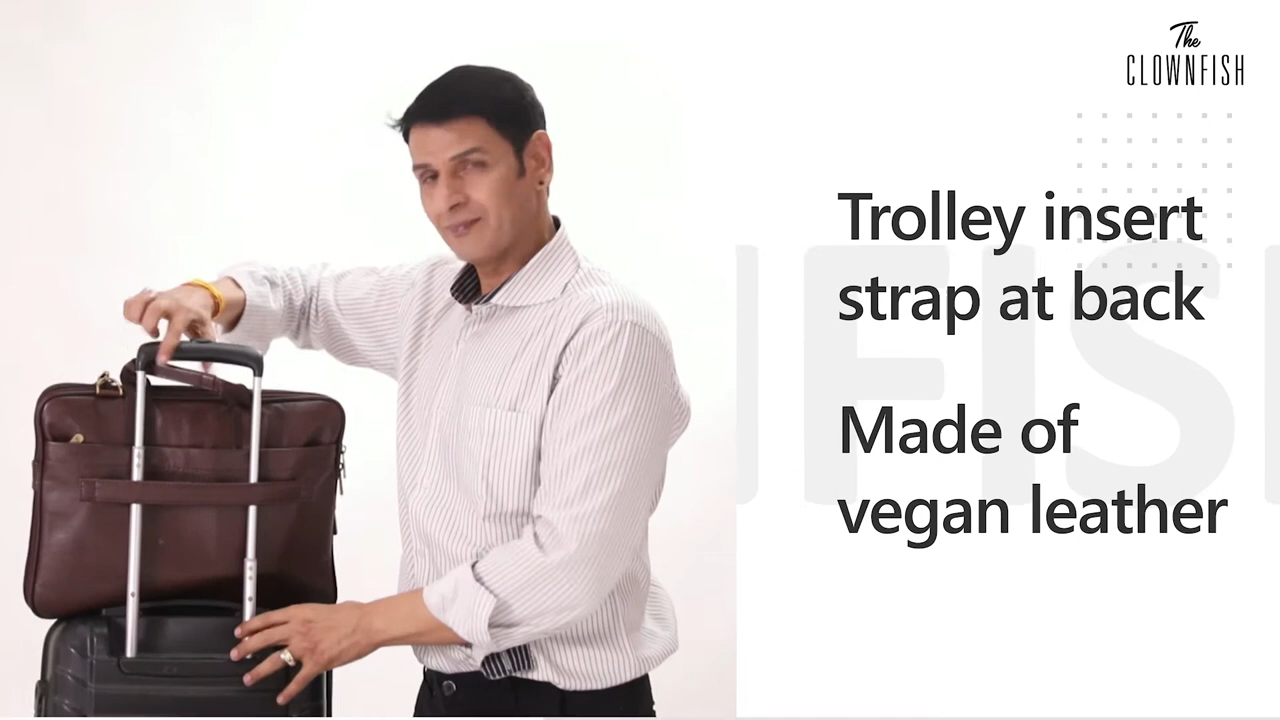 The
CLOWNFISH
Trolley insert
strap at back
Made of
vegan leather